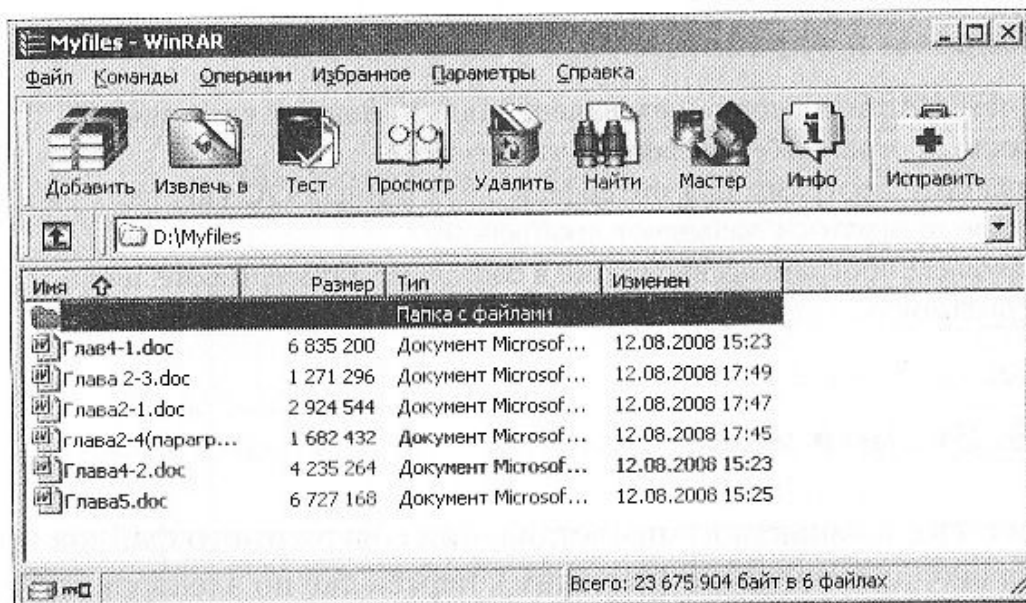 Myfiles - WinRAR
Файл Команды Операции Избранное Параметры Справка
Добавить Извлечь в Тест Просмотр Удалить Найти Мастер Инфо Исправить
D:\Myfiles
Имя Размер Тип Изменен
Папка с файлами
Глав4-1.doc 6 835 200 Документ Microsof... 12.08.2008 15:23
Глава 2-3.doc 1 271 296 Документ Microsof... 12.08.2008 17:49
Глава2-1.doc 2 924 544 Документ Microsof... 12.08.2008 17:47
глава2-4(парагр... 1 682 432 Документ Microsof... 12.08.2008 17:45
Глава4-2.doc 4 235 264 Документ Microsof... 12.08.2008 15:23
Глава5.doc 6 727 168 Документ Microsof... 12.08.2008 15:25
Всего: 23 675 904 байт в 6 файлах